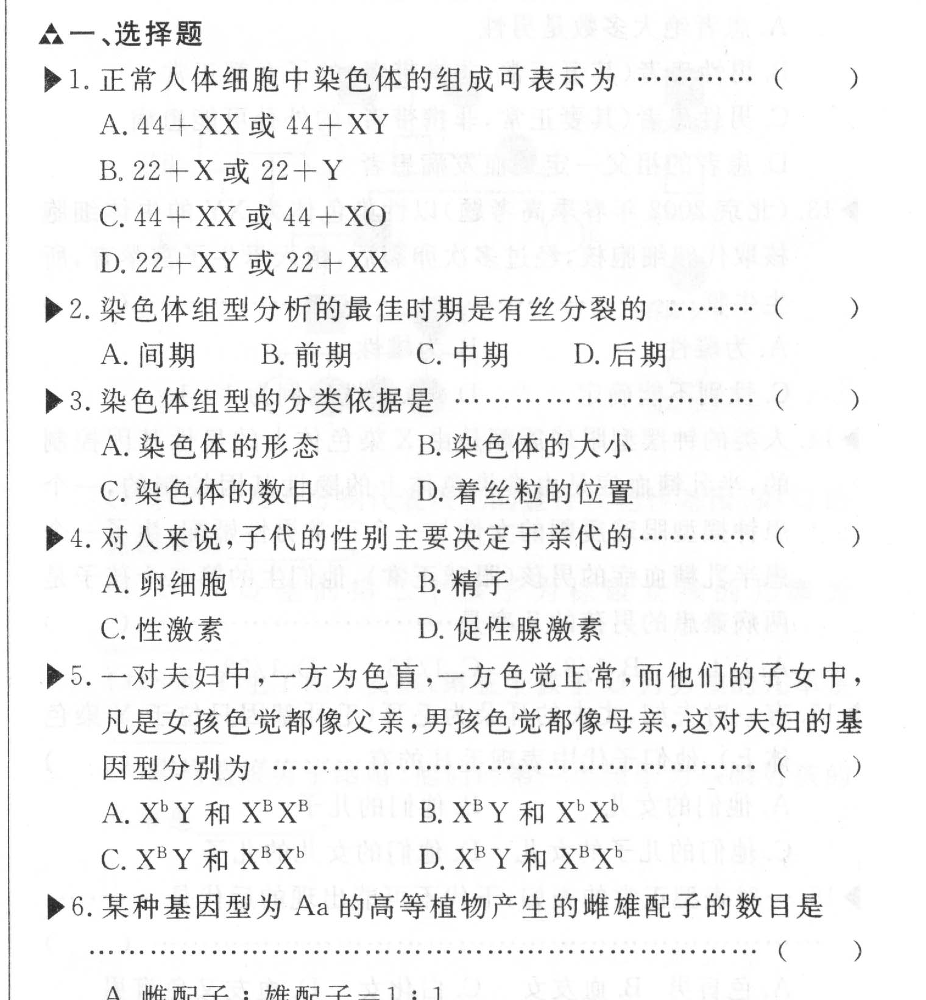 一、选择题
1. 正常人体细胞中染色体的组成可表示为 ………… (　　)
A. 44＋XX 或 44＋XY
B. 22＋X 或 22＋Y
C. 44＋XX 或 44＋XO
D. 22＋XY 或 22＋XX
2. 染色体组型分析的最佳时期是有丝分裂的 ……… (　　)
A. 间期　B. 前期　C. 中期　D. 后期
3. 染色体组型的分类依据是 ………………………… (　　)
A. 染色体的形态　B. 染色体的大小
C. 染色体的数目　D. 着丝粒的位置
4. 对人来说,子代的性别主要决定于亲代的………… (　　)
A. 卵细胞　B. 精子
C. 性激素　D. 促性腺激素
5. 一对夫妇中,一方为色盲,一方色觉正常,而他们的子女中,
凡是女孩色觉都像父亲,男孩色觉都像母亲,这对夫妇的基
因型分别为 ………………………………………… (　　)
A. XᵇY 和 XᴮXᴮ　B. XᴮY 和 XᵇXᵇ
C. XᴮY 和 XᴮXᵇ　D. XᴮY 和 XᴮXᵇ
6. 某种基因型为 Aa 的高等植物产生的雌雄配子的数目是
………………………………………………………… (　　)
A. 雌配子：雄配子＝1：1